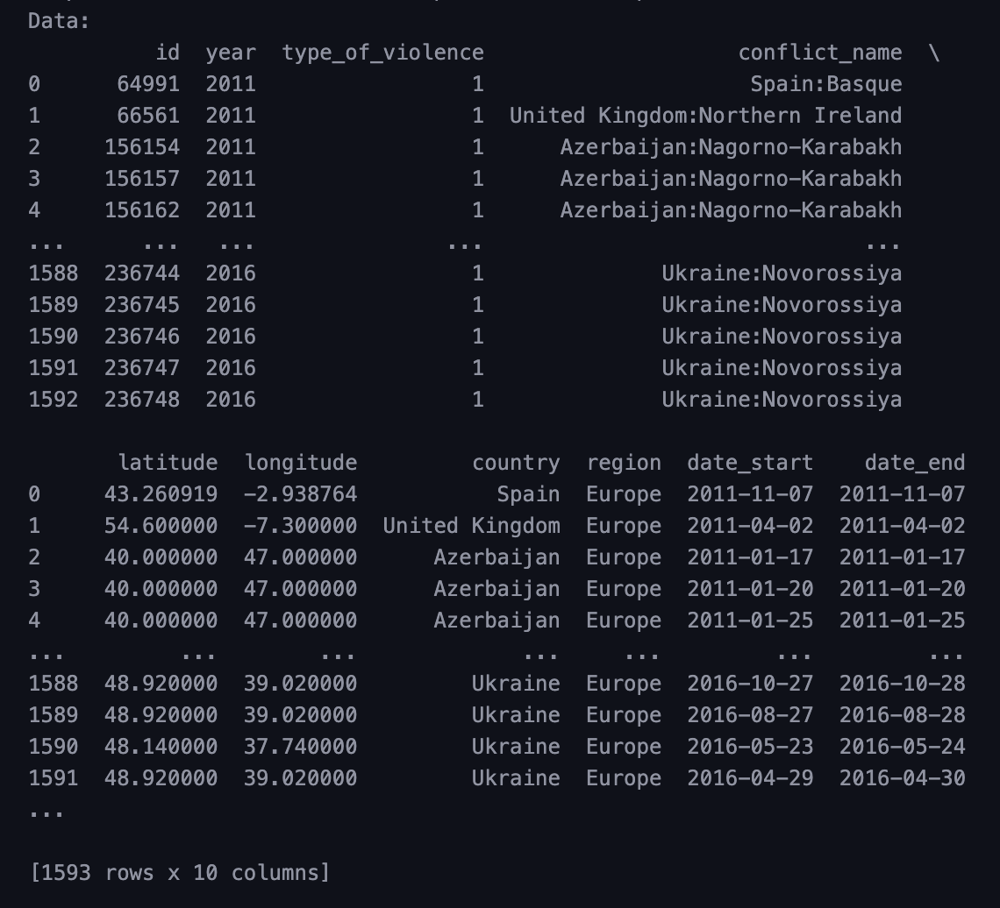 Data:
id year type_of_violence conflict_name \
0 64991 2011 1 Spain:Basque
1 66561 2011 1 United Kingdom:Northern Ireland
2 156154 2011 1 Azerbaijan:Nagorno-Karabakh
3 156157 2011 1 Azerbaijan:Nagorno-Karabakh
4 156162 2011 1 Azerbaijan:Nagorno-Karabakh
... ... ... ... ...
1588 236744 2016 1 Ukraine:Novorossiya
1589 236745 2016 1 Ukraine:Novorossiya
1590 236746 2016 1 Ukraine:Novorossiya
1591 236747 2016 1 Ukraine:Novorossiya
1592 236748 2016 1 Ukraine:Novorossiya
latitude longitude country region date_start date_end
0 43.260919 -2.938764 Spain Europe 2011-11-07 2011-11-07
1 54.600000 -7.300000 United Kingdom Europe 2011-04-02 2011-04-02
2 40.000000 47.000000 Azerbaijan Europe 2011-01-17 2011-01-17
3 40.000000 47.000000 Azerbaijan Europe 2011-01-20 2011-01-20
4 40.000000 47.000000 Azerbaijan Europe 2011-01-25 2011-01-25
... ... ... ... ... ... ...
1588 48.920000 39.020000 Ukraine Europe 2016-10-27 2016-10-28
1589 48.920000 39.020000 Ukraine Europe 2016-08-27 2016-08-28
1590 48.140000 37.740000 Ukraine Europe 2016-05-23 2016-05-24
1591 48.920000 39.020000 Ukraine Europe 2016-04-29 2016-04-30
...
[1593 rows x 10 columns]